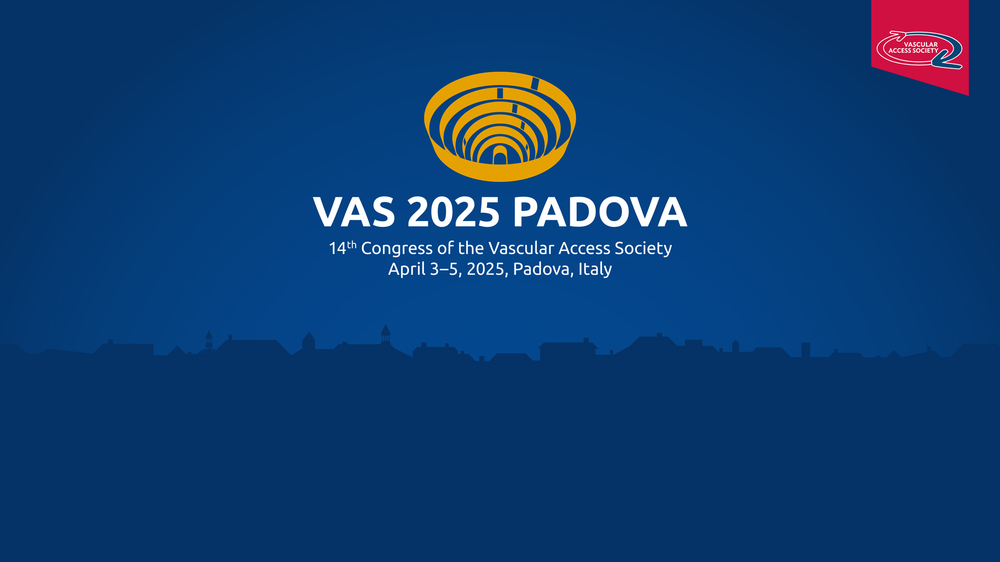 VASCULAR
ACCESS SOCIETY
VAS 2025 PADOVA
14th Congress of the Vascular Access Society
April 3–5, 2025, Padova, Italy